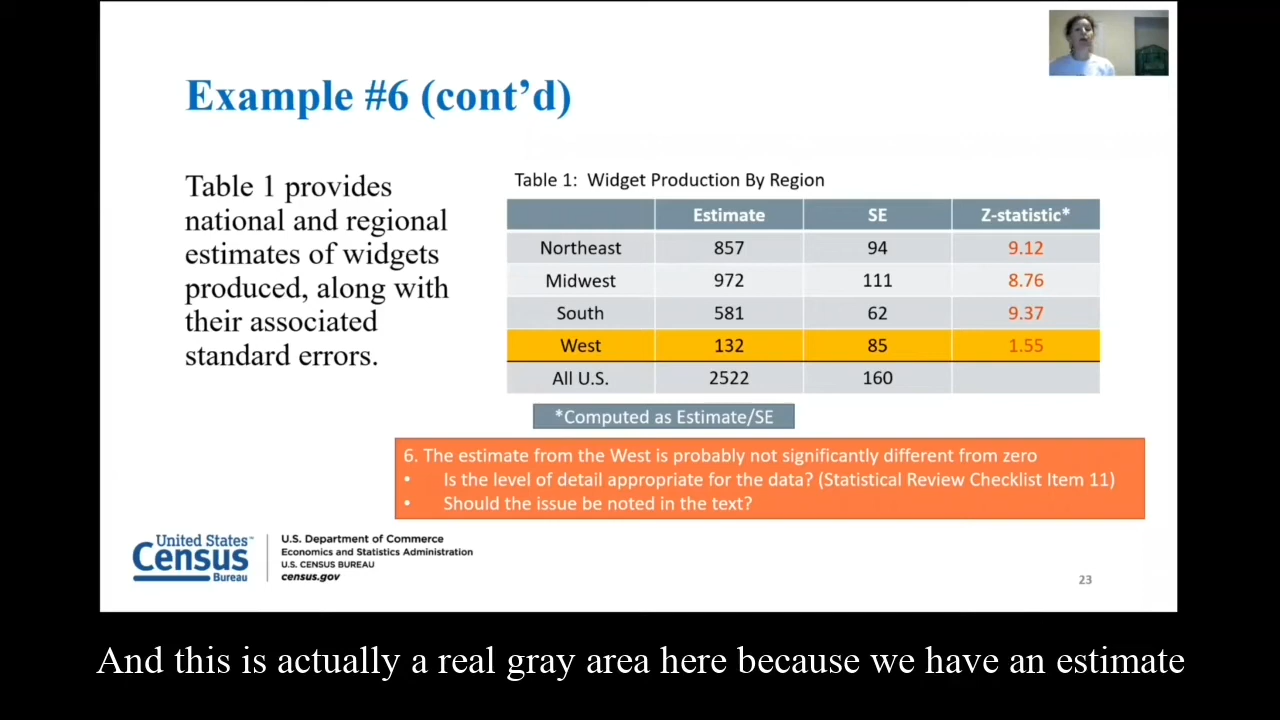 Example #6 (cont’d)
Table 1 provides
national and regional
estimates of widgets
produced, along with
their associated
standard errors.
Table 1: Widget Production By Region
Estimate SE Z-statistic*
Northeast 857 94 9.12
Midwest 972 111 8.76
South 581 62 9.37
West 132 85 1.55
All U.S. 2522 160
*Computed as Estimate/SE
6. The estimate from the West is probably not significantly different from zero
• Is the level of detail appropriate for the data? (Statistical Review Checklist Item 11)
• Should the issue be noted in the text?
United States™
Census
Bureau
U.S. Department of Commerce
Economics and Statistics Administration
U.S. CENSUS BUREAU
census.gov
23
And this is actually a real gray area here because we have an estimate